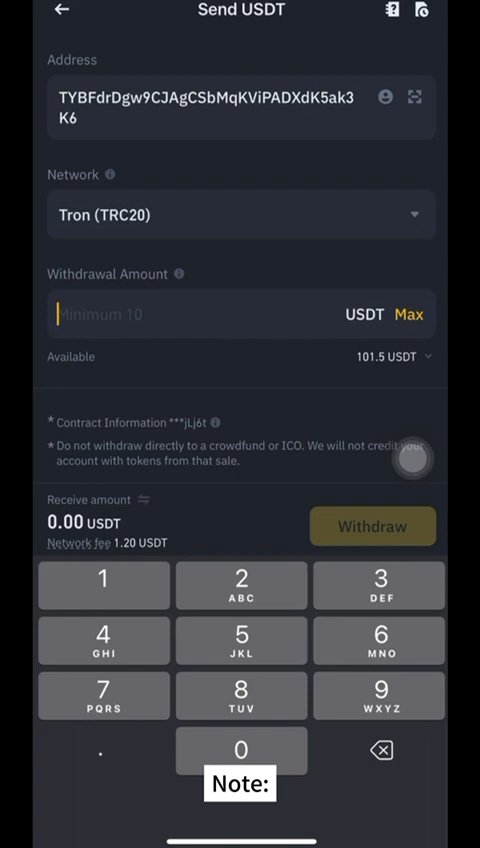 Send USDT
Address
TYBFdrDgw9CJAgCSbMqKViPADXdK5ak3
K6
Network
Tron (TRC20)
Withdrawal Amount
Minimum 10 USDT Max
Available 101.5 USDT
* Contract Information ***jLj6t
* Do not withdraw directly to a crowdfund or ICO. We will not credit your
account with tokens from that sale.
Receive amount
0.00 USDT
Network fee 1.20 USDT
Withdraw
1 2 3
ABC DEF
4 5 6
GHI JKL MNO
7 8 9
PQRS TUV WXYZ
. 0
Note: